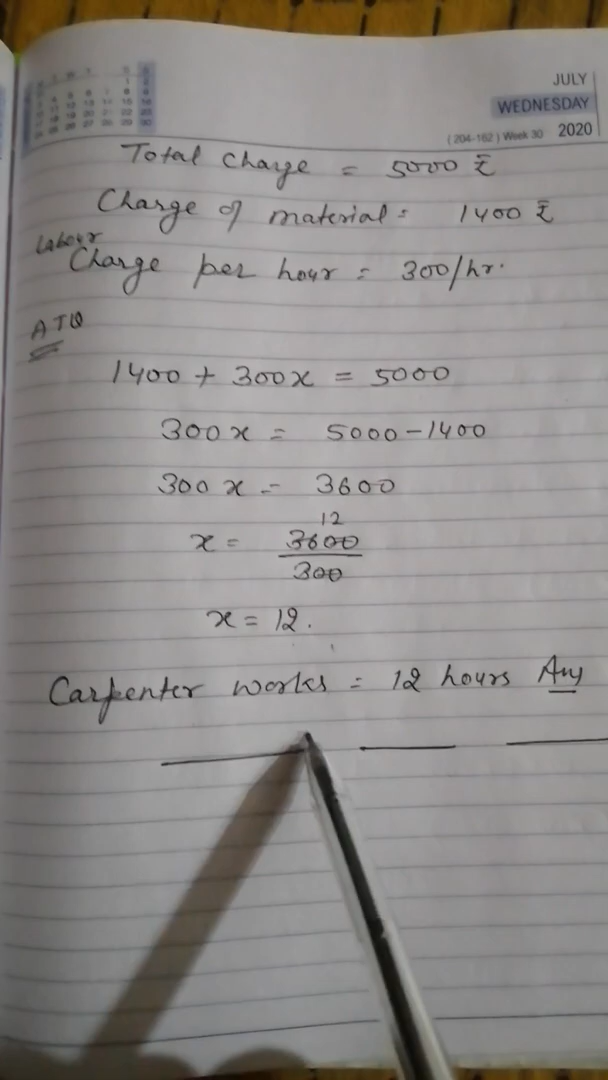 JULY
WEDNESDAY
(204-162) Week 30 2020
Total Charge = 5000 ₹
Charge of material = 1400 ₹
Labour
Charge per hour = 300/hr.
ATQ
1400 + 300x = 5000
300x = 5000-1400
300x = 3600
12
x = 3600
300
x = 12.
Carpenter works = 12 hours Ans